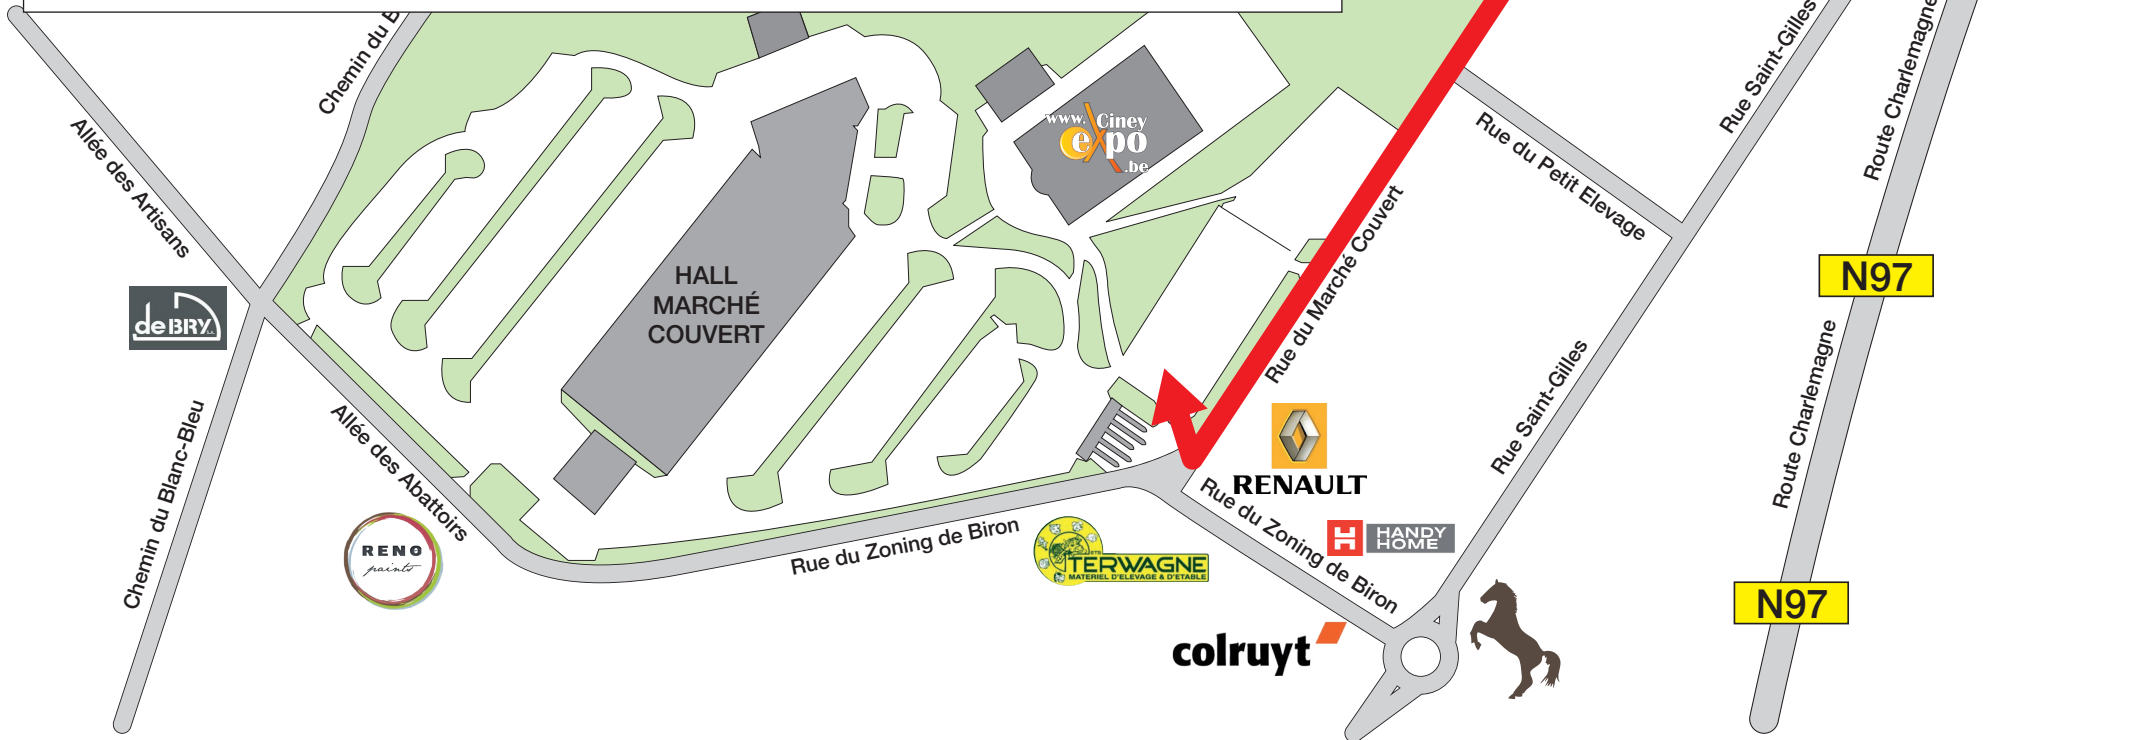 Chemin du B
Rue Saint-Gilles
Route Charlemagne
Allée des Artisans
www. Ciney
expo
.be
Rue du Petit Elevage
Rue du Marché Couvert
HALL
MARCHÉ
COUVERT
N97
deBRY
Chemin du Blanc-Bleu
Allée des Abattoirs
Rue Saint-Gilles
Route Charlemagne
RENAULT
RENO
paints
Rue du Zoning de Biron
ETS
TERWAGNE
MATERIEL D'ELEVAGE & D'ETABLE
Rue du Zoning de Biron
H HANDY
HOME
N97
colruyt